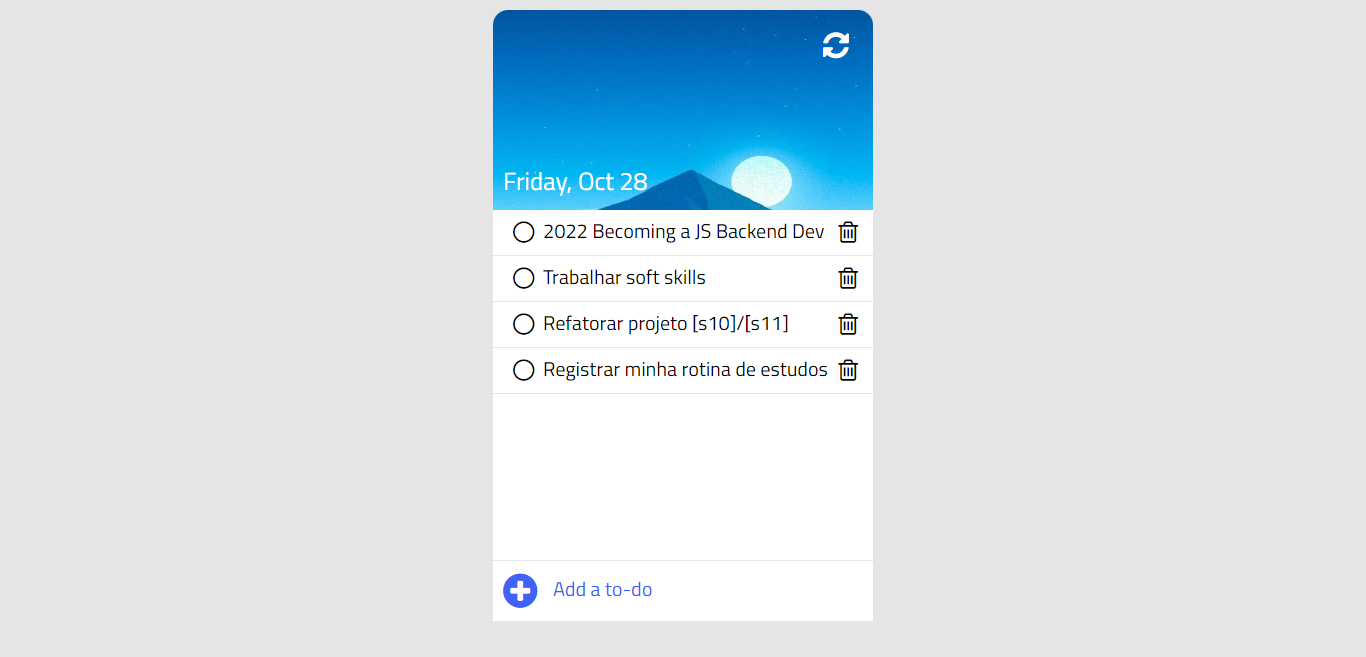 Friday, Oct 28
2022 Becoming a JS Backend Dev
Trabalhar soft skills
Refatorar projeto [s10]/[s11]
Registrar minha rotina de estudos
Add a to-do